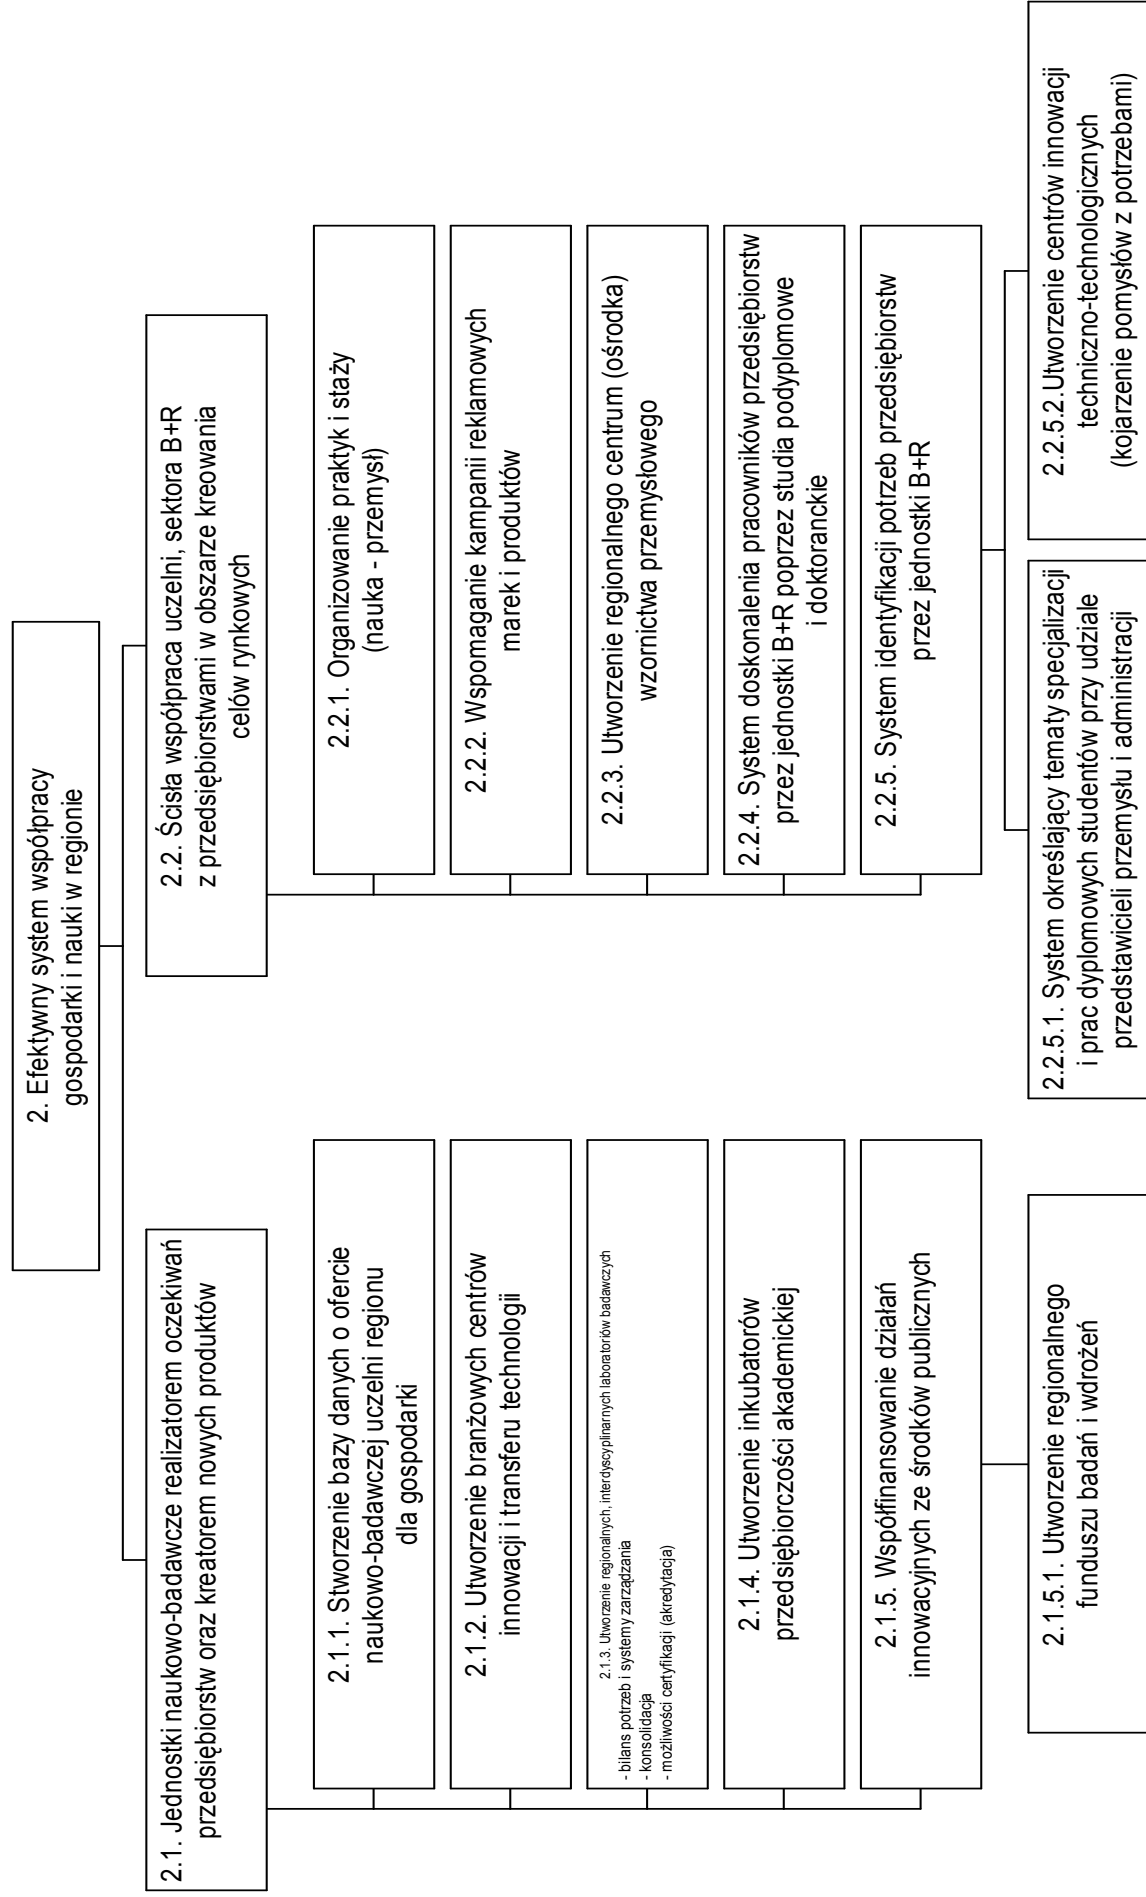 2. Efektywny system współpracy
gospodarki i nauki w regionie
2.1. Jednostki naukowo-badawcze realizatorem oczekiwań
przedsiębiorstw oraz kreatorem nowych produktów
2.1.1. Stworzenie bazy danych o ofercie
naukowo-badawczej uczelni regionu
dla gospodarki
2.1.2. Utworzenie branżowych centrów
innowacji i transferu technologii
2.1.3. Utworzenie regionalnych, interdyscyplinarnych laboratoriów badawczych
- bilans potrzeb i systemy zarządzania
- konsolidacja
- możliwości certyfikacji (akredytacja)
2.1.4. Utworzenie inkubatorów
przedsiębiorczości akademickiej
2.1.5. Współfinansowanie działań
innowacyjnych ze środków publicznych
2.1.5.1. Utworzenie regionalnego
funduszu badań i wdrożeń
2.2. Ścisła współpraca uczelni, sektora B+R
z przedsiębiorstwami w obszarze kreowania
celów rynkowych
2.2.1. Organizowanie praktyk i staży
(nauka - przemysł)
2.2.2. Wspomaganie kampanii reklamowych
marek i produktów
2.2.3. Utworzenie regionalnego centrum (ośrodka)
wzornictwa przemysłowego
2.2.4. System doskonalenia pracowników przedsiębiorstw
przez jednostki B+R poprzez studia podyplomowe
i doktoranckie
2.2.5. System identyfikacji potrzeb przedsiębiorstw
przez jednostki B+R
2.2.5.1. System określający tematy specjalizacji
i prac dyplomowych studentów przy udziale
przedstawicieli przemysłu i administracji
2.2.5.2.Utworzenie centrów innowacji
techniczno-technologicznych
(kojarzenie pomysłów z potrzebami)